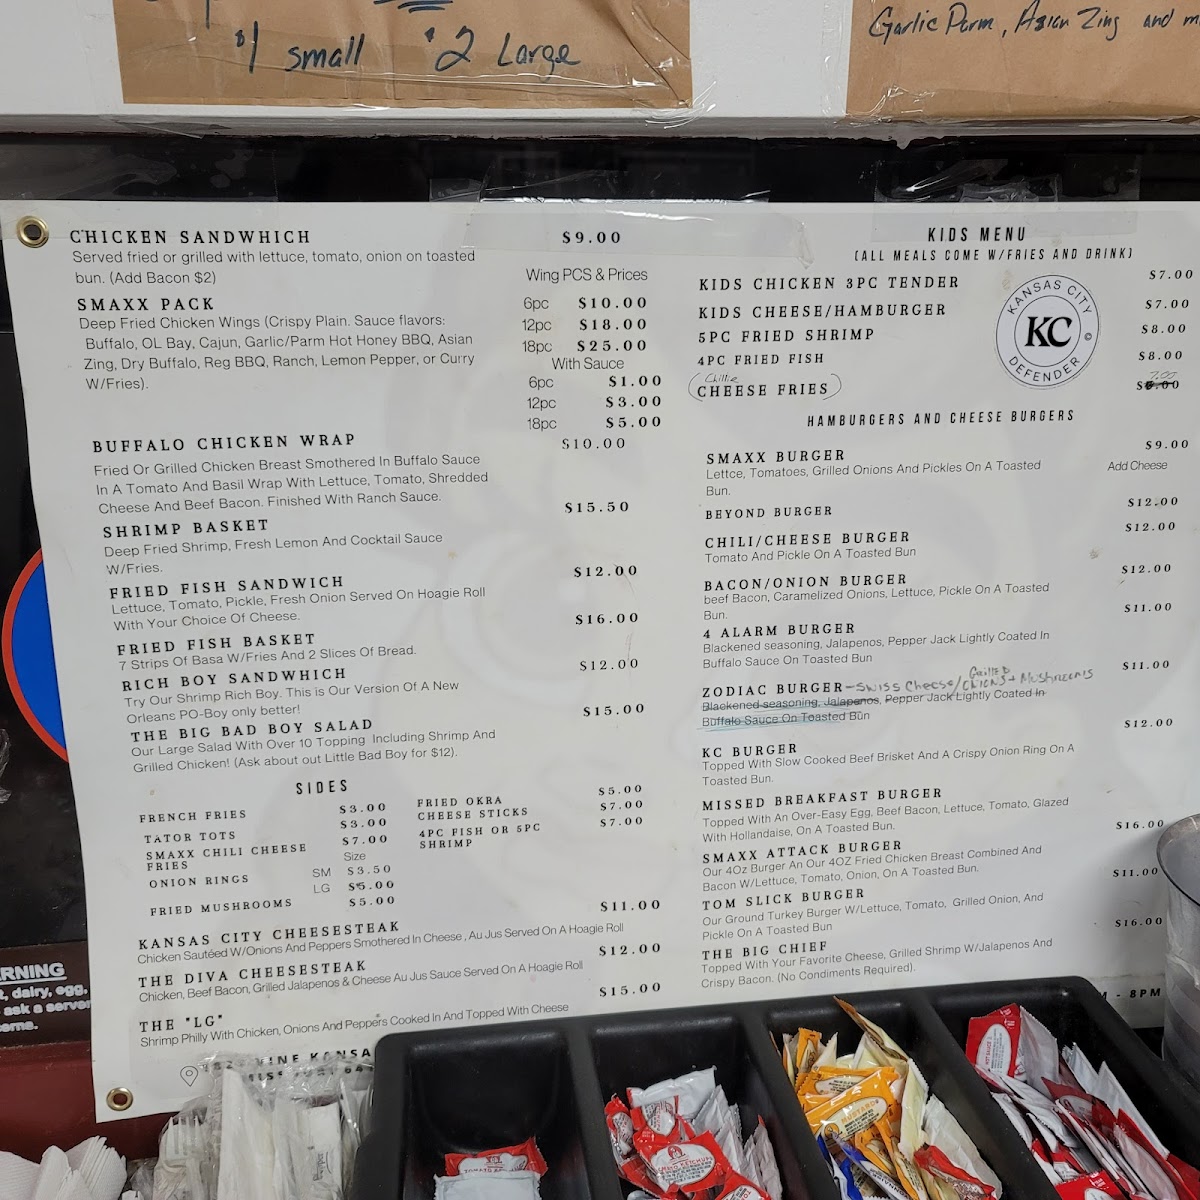 $1 small $2 Large
Garlic Parm, Asian Zing and m
CHICKEN SANDWHICH $9.00
Served fried or grilled with lettuce, tomato, onion on toasted
bun. (Add Bacon $2)
SMAXX PACK
Deep Fried Chicken Wings (Crispy Plain. Sauce flavors:
Buffalo, OL Bay, Cajun, Garlic/Parm Hot Honey BBQ, Asian
Zing, Dry Buffalo, Reg BBQ, Ranch, Lemon Pepper, or Curry
W/Fries).
Wing PCS & Prices
6pc $10.00
12pc $18.00
18pc $25.00
With Sauce
6pc $1.00
12pc $3.00
18pc $5.00
BUFFALO CHICKEN WRAP $10.00
Fried Or Grilled Chicken Breast Smothered In Buffalo Sauce
In A Tomato And Basil Wrap With Lettuce, Tomato, Shredded
Cheese And Beef Bacon. Finished With Ranch Sauce.
SHRIMP BASKET $15.50
Deep Fried Shrimp, Fresh Lemon And Cocktail Sauce
W/Fries.
FRIED FISH SANDWICH $12.00
Lettuce, Tomato, Pickle, Fresh Onion Served On Hoagie Roll
With Your Choice Of Cheese.
FRIED FISH BASKET $16.00
7 Strips Of Basa W/Fries And 2 Slices Of Bread.
RICH BOY SANDWHICH $12.00
Try Our Shrimp Rich Boy. This is Our Version Of A New
Orleans PO-Boy only better!
THE BIG BAD BOY SALAD $15.00
Our Large Salad With Over 10 Topping Including Shrimp And
Grilled Chicken! (Ask about out Little Bad Boy for $12).
SIDES
FRENCH FRIES $3.00
TATOR TOTS $3.00
SMAXX CHILI CHEESE $7.00
FRIES
Size
ONION RINGS SM $3.50
LG $5.00
FRIED MUSHROOMS $5.00
FRIED OKRA $5.00
CHEESE STICKS $7.00
4PC FISH OR 5PC $7.00
SHRIMP
KANSAS CITY CHEESESTEAK $11.00
Chicken Sautéed W/Onions And Peppers Smothered In Cheese, Au Jus Served On A Hoagie Roll
THE DIVA CHEESESTEAK $12.00
Chicken, Beef Bacon, Grilled Jalapenos & Cheese Au Jus Sauce Served On A Hoagie Roll
THE "LG" $15.00
Shrimp Philly With Chicken, Onions And Peppers Cooked In And Topped With Cheese
VINE KANSA
KIDS MENU
(ALL MEALS COME W/FRIES AND DRINK)
KIDS CHICKEN 3PC TENDER $7.00
KIDS CHEESE/HAMBURGER $7.00
5PC FRIED SHRIMP $8.00
4PC FRIED FISH $8.00
Chillie 7.00
CHEESE FRIES
KANSAS CITY
KC
DEFENDER
©
HAMBURGERS AND CHEESE BURGERS
SMAXX BURGER $9.00
Lettce, Tomatoes, Grilled Onions And Pickles On A Toasted Add Cheese
Bun.
BEYOND BURGER $12.00
CHILI/CHEESE BURGER $12.00
Tomato And Pickle On A Toasted Bun
BACON/ONION BURGER $12.00
beef Bacon, Caramelized Onions, Lettuce, Pickle On A Toasted
Bun.
4 ALARM BURGER $11.00
Blackened seasoning, Jalapenos, Pepper Jack Lightly Coated In
Buffalo Sauce On Toasted Bun
Grilled
ZODIAC BURGER - Swiss Cheese/Onions + Mushrooms $11.00
Blackened seasoning, Jalapenos, Pepper Jack Lightly Coated In
Buffalo Sauce On Toasted Bun
KC BURGER $12.00
Topped With Slow Cooked Beef Brisket And A Crispy Onion Ring On A
Toasted Bun.
MISSED BREAKFAST BURGER
Topped With An Over-Easy Egg, Beef Bacon, Lettuce, Tomato, Glazed
With Hollandaise, On A Toasted Bun.
SMAXX ATTACK BURGER $16.00
Our 4Oz Burger An Our 4OZ Fried Chicken Breast Combined And
Bacon W/Lettuce, Tomato, Onion, On A Toasted Bun.
TOM SLICK BURGER $11.00
Our Ground Turkey Burger W/Lettuce, Tomato, Grilled Onion, And
Pickle On A Toasted Bun
THE BIG CHIEF $16.00
Topped With Your Favorite Cheese, Grilled Shrimp W/Jalapenos And
Crispy Bacon. (No Condiments Required).
- 8PM
RNING
, dairy, egg,
ask a server
erns.